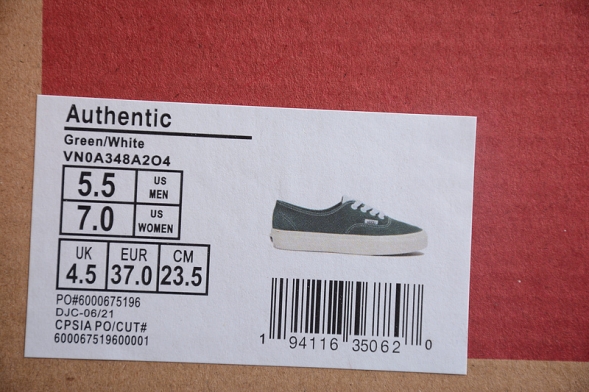 Authentic
Green/White
VN0A348A2O4
5.5 US MEN
7.0 US WOMEN
UK EUR CM
4.5 37.0 23.5
PO#6000675196
DJC-06/21
CPSIA PO/CUT#
600067519600001
1 94116 35062 0